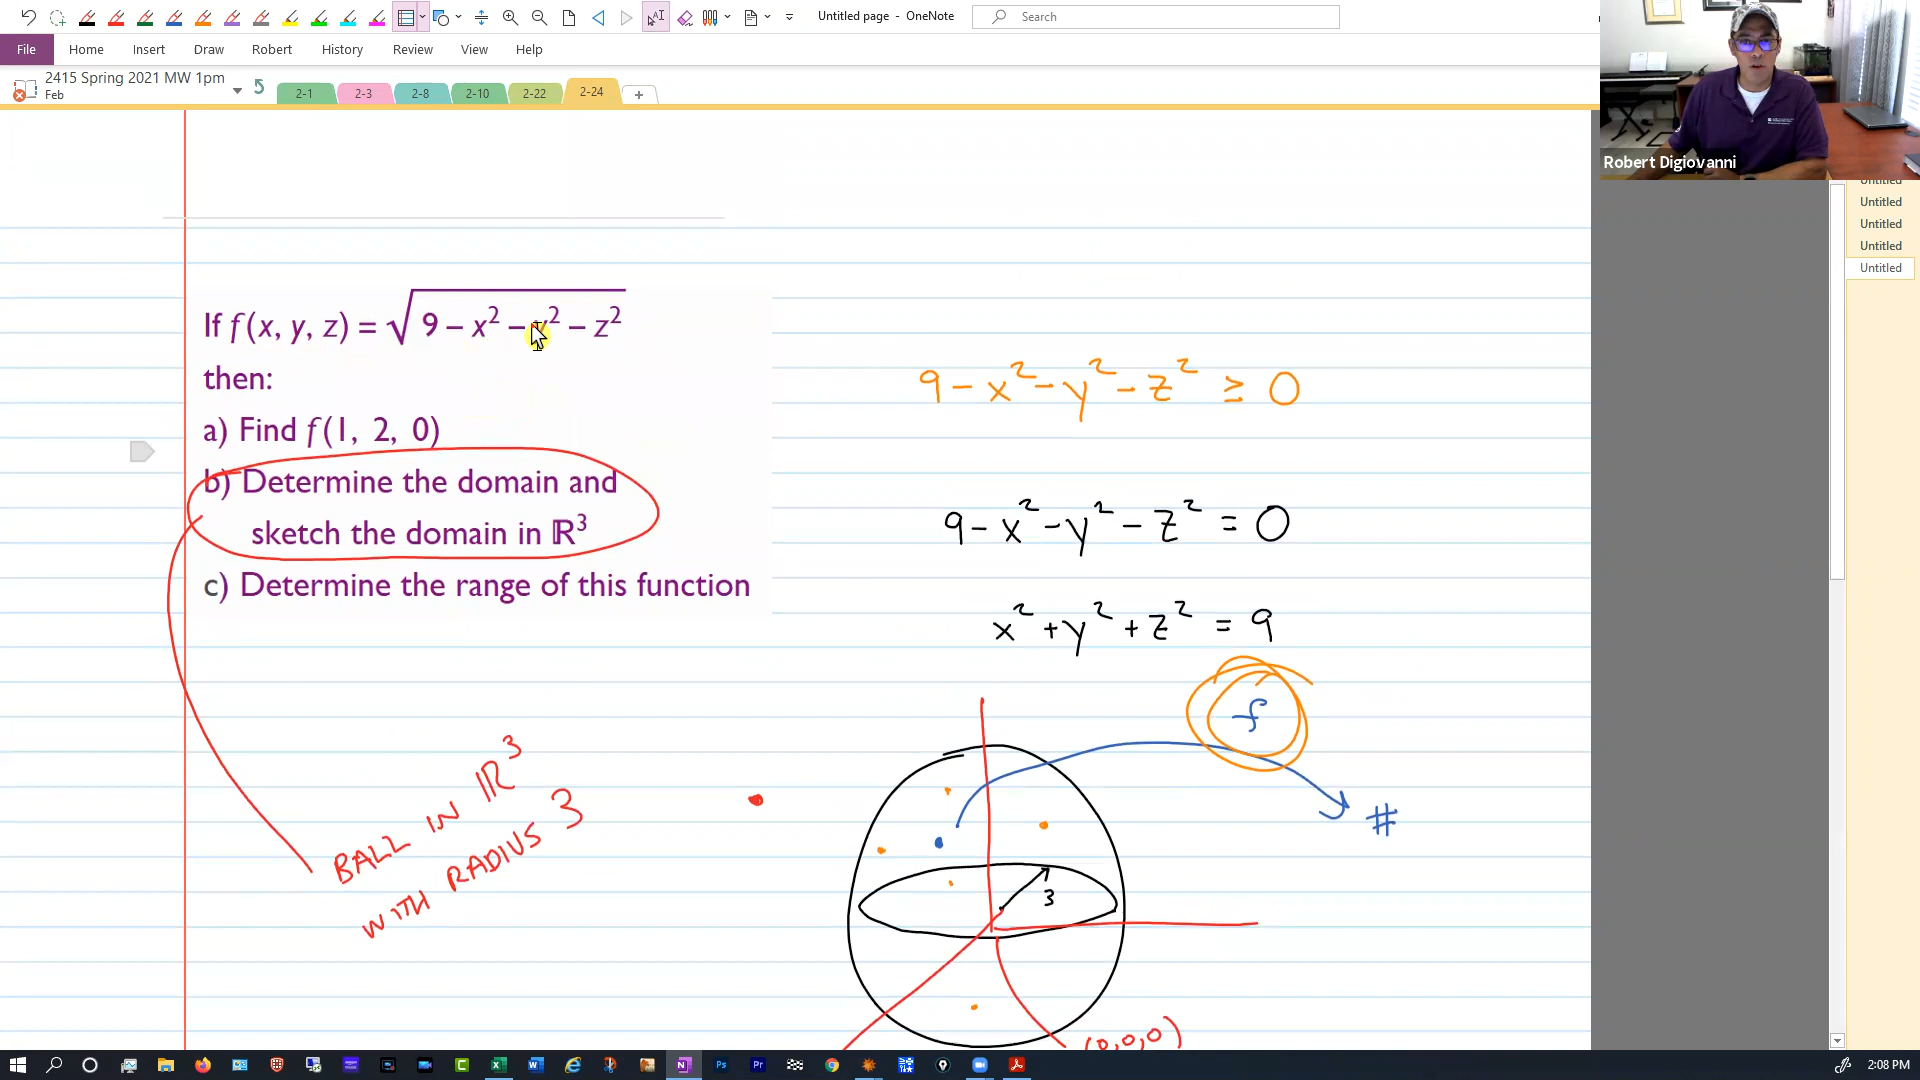 Untitled page - OneNote
Search
File Home Insert Draw Robert History Review View Help
2415 Spring 2021 MW 1pm
Feb
2-1 2-3 2-8 2-10 2-22 2-24 +
Robert Digiovanni
Untitled
Untitled
Untitled
Untitled
If f(x, y, z) = √9 – x² – y² – z²
then:
a) Find f(1, 2, 0)
b) Determine the domain and
sketch the domain in ℝ³
c) Determine the range of this function
9 - x² - y² - z² ≥ 0
9 - x² - y² - z² = 0
x² + y² + z² = 9
f
#
3
BALL IN ℝ³
WITH RADIUS 3
(0,0,0)
2:08 PM